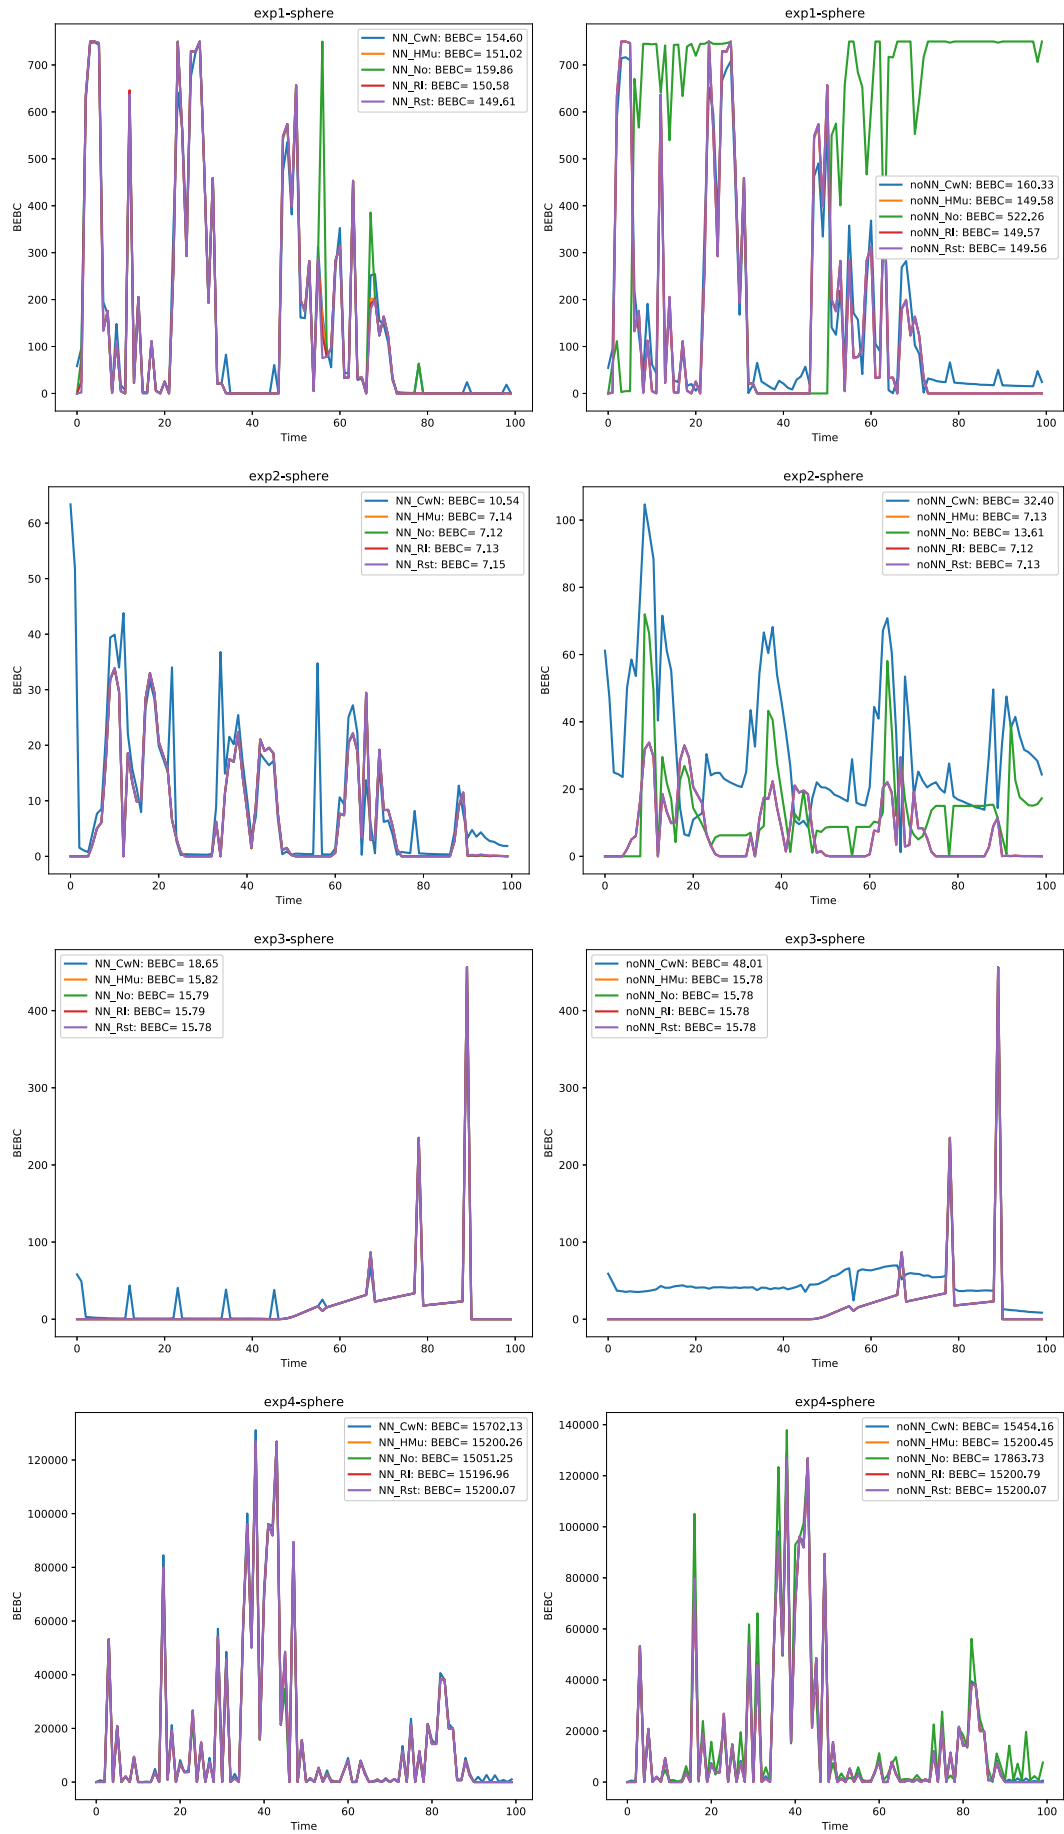 exp1-sphere
NN_CwN: BEBC= 154.60
NN_HMu: BEBC= 151.02
NN_No: BEBC= 159.86
NN_RI: BEBC= 150.58
NN_Rst: BEBC= 149.61
BEBC
700
600
500
400
300
200
100
0
0 20 40 60 80 100
Time
exp1-sphere
noNN_CwN: BEBC= 160.33
noNN_HMu: BEBC= 149.58
noNN_No: BEBC= 522.26
noNN_RI: BEBC= 149.57
noNN_Rst: BEBC= 149.56
BEBC
700
600
500
400
300
200
100
0
0 20 40 60 80 100
Time
exp2-sphere
NN_CwN: BEBC= 10.54
NN_HMu: BEBC= 7.14
NN_No: BEBC= 7.12
NN_RI: BEBC= 7.13
NN_Rst: BEBC= 7.15
BEBC
60
50
40
30
20
10
0
0 20 40 60 80 100
Time
exp2-sphere
noNN_CwN: BEBC= 32.40
noNN_HMu: BEBC= 7.13
noNN_No: BEBC= 13.61
noNN_RI: BEBC= 7.12
noNN_Rst: BEBC= 7.13
BEBC
100
80
60
40
20
0
0 20 40 60 80 100
Time
exp3-sphere
NN_CwN: BEBC= 18.65
NN_HMu: BEBC= 15.82
NN_No: BEBC= 15.79
NN_RI: BEBC= 15.79
NN_Rst: BEBC= 15.78
BEBC
400
300
200
100
0
0 20 40 60 80 100
Time
exp3-sphere
noNN_CwN: BEBC= 48.01
noNN_HMu: BEBC= 15.78
noNN_No: BEBC= 15.78
noNN_RI: BEBC= 15.78
noNN_Rst: BEBC= 15.78
BEBC
400
300
200
100
0
0 20 40 60 80 100
Time
exp4-sphere
NN_CwN: BEBC= 15702.13
NN_HMu: BEBC= 15200.26
NN_No: BEBC= 15051.25
NN_RI: BEBC= 15196.96
NN_Rst: BEBC= 15200.07
BEBC
120000
100000
80000
60000
40000
20000
0
0 20 40 60 80 100
Time
exp4-sphere
noNN_CwN: BEBC= 15454.16
noNN_HMu: BEBC= 15200.45
noNN_No: BEBC= 17863.73
noNN_RI: BEBC= 15200.79
noNN_Rst: BEBC= 15200.07
BEBC
140000
120000
100000
80000
60000
40000
20000
0
0 20 40 60 80 100
Time